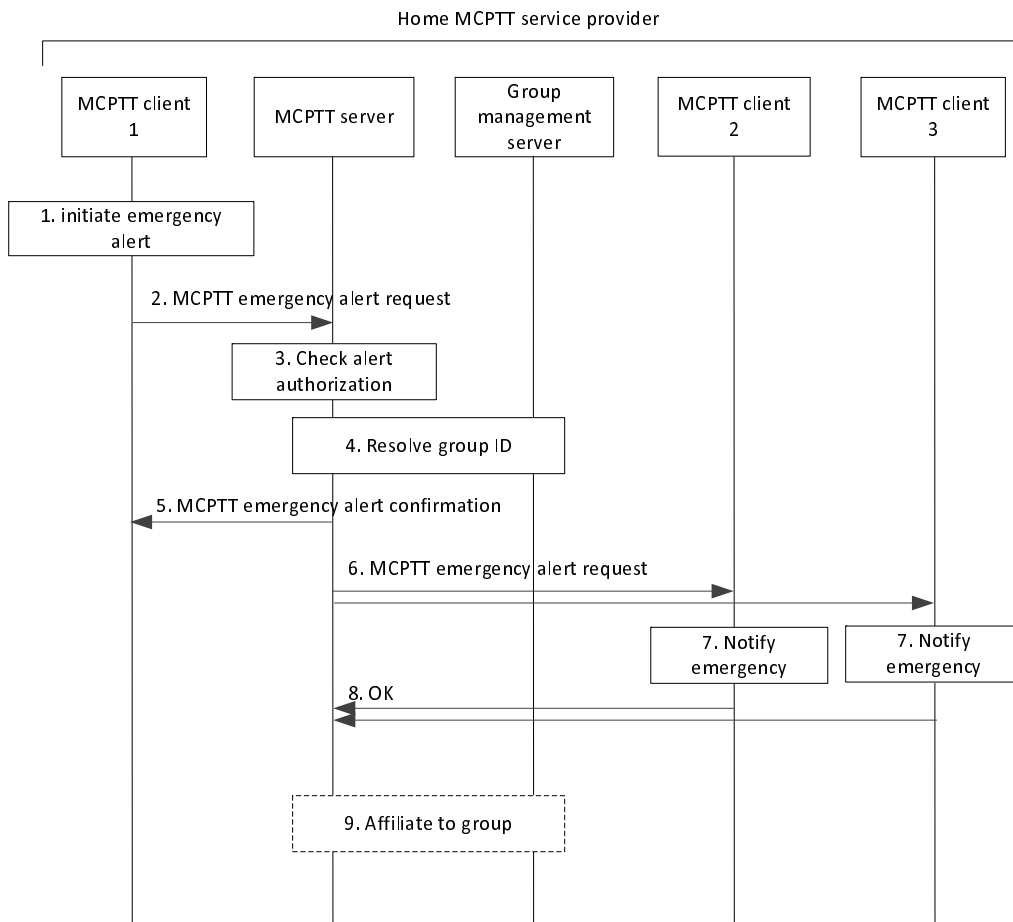 Home MCPTT service provider
MCPTT client
1
MCPTT server
Group
management
server
MCPTT client
2
MCPTT client
3
1. initiate emergency
alert
2. MCPTT emergency alert request
3. Check alert
authorization
4. Resolve group ID
5. MCPTT emergency alert confirmation
6. MCPTT emergency alert request
7. Notify
emergency
7. Notify
emergency
8. OK
9. Affiliate to group